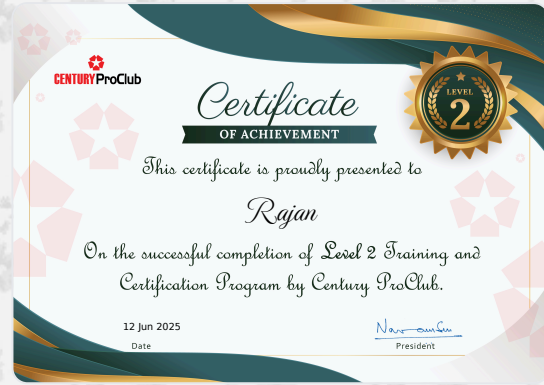 CENTURY ProClub
Certificate
OF ACHIEVEMENT
LEVEL
2
This certificate is proudly presented to
Rajan
On the successful completion of Level 2 Training and
Certification Program by Century ProClub.
12 Jun 2025
Date
President